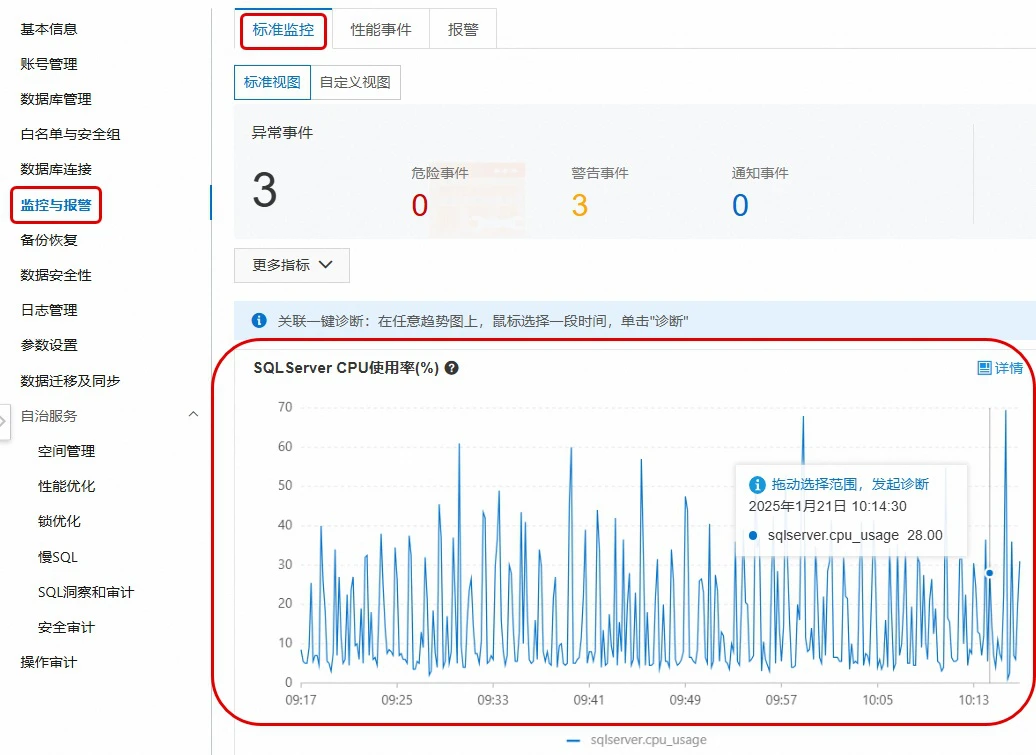 基本信息
账号管理
数据库管理
白名单与安全组
数据库连接
监控与报警
备份恢复
数据安全性
日志管理
参数设置
数据迁移及同步
自治服务
空间管理
性能优化
锁优化
慢SQL
SQL洞察和审计
安全审计
操作审计
标准监控 性能事件 报警
标准视图 自定义视图
异常事件
3
危险事件 警告事件 通知事件
0 3 0
更多指标
关联一键诊断：在任意趋势图上，鼠标选择一段时间，单击"诊断"
SQLServer CPU使用率(%) 详情
70
60
50
40
30
20
10
0
拖动选择范围，发起诊断
2025年1月21日 10:14:30
sqlserver.cpu_usage 28.00
09:17 09:25 09:33 09:41 09:49 09:57 10:05 10:13
sqlserver.cpu_usage